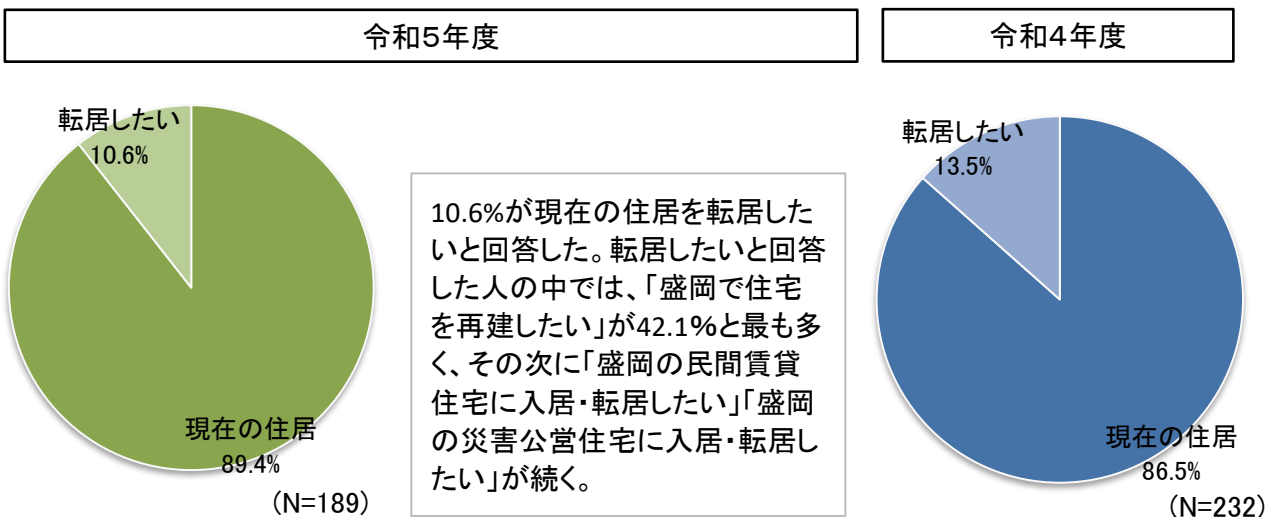 令和5年度
令和4年度
転居したい
10.6%
現在の住居
89.4%
(N=189)
10.6%が現在の住居を転居した
いと回答した。転居したいと回答
した人の中では、「盛岡で住宅
を再建したい」が42.1%と最も多
く、その次に「盛岡の民間賃貸
住宅に入居・転居したい」「盛岡
の災害公営住宅に入居・転居し
たい」が続く。
転居したい
13.5%
現在の住居
86.5%
(N=232)